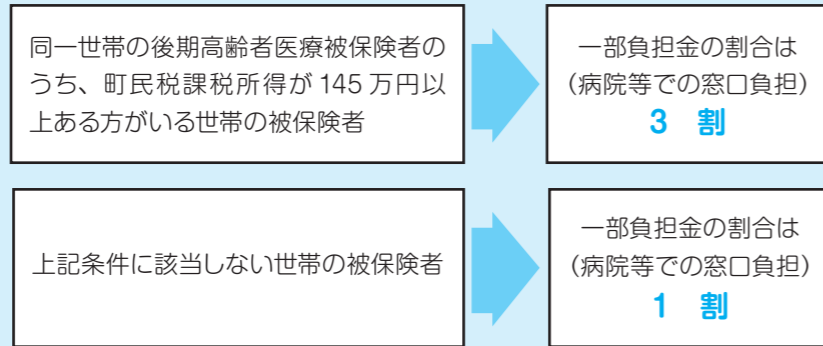 同一世帯の後期高齢者医療被保険者の
うち、町民税課税所得が 145 万円以
上ある方がいる世帯の被保険者
一部負担金の割合は
（病院等での窓口負担）
3 割
上記条件に該当しない世帯の被保険者
一部負担金の割合は
（病院等での窓口負担）
1 割